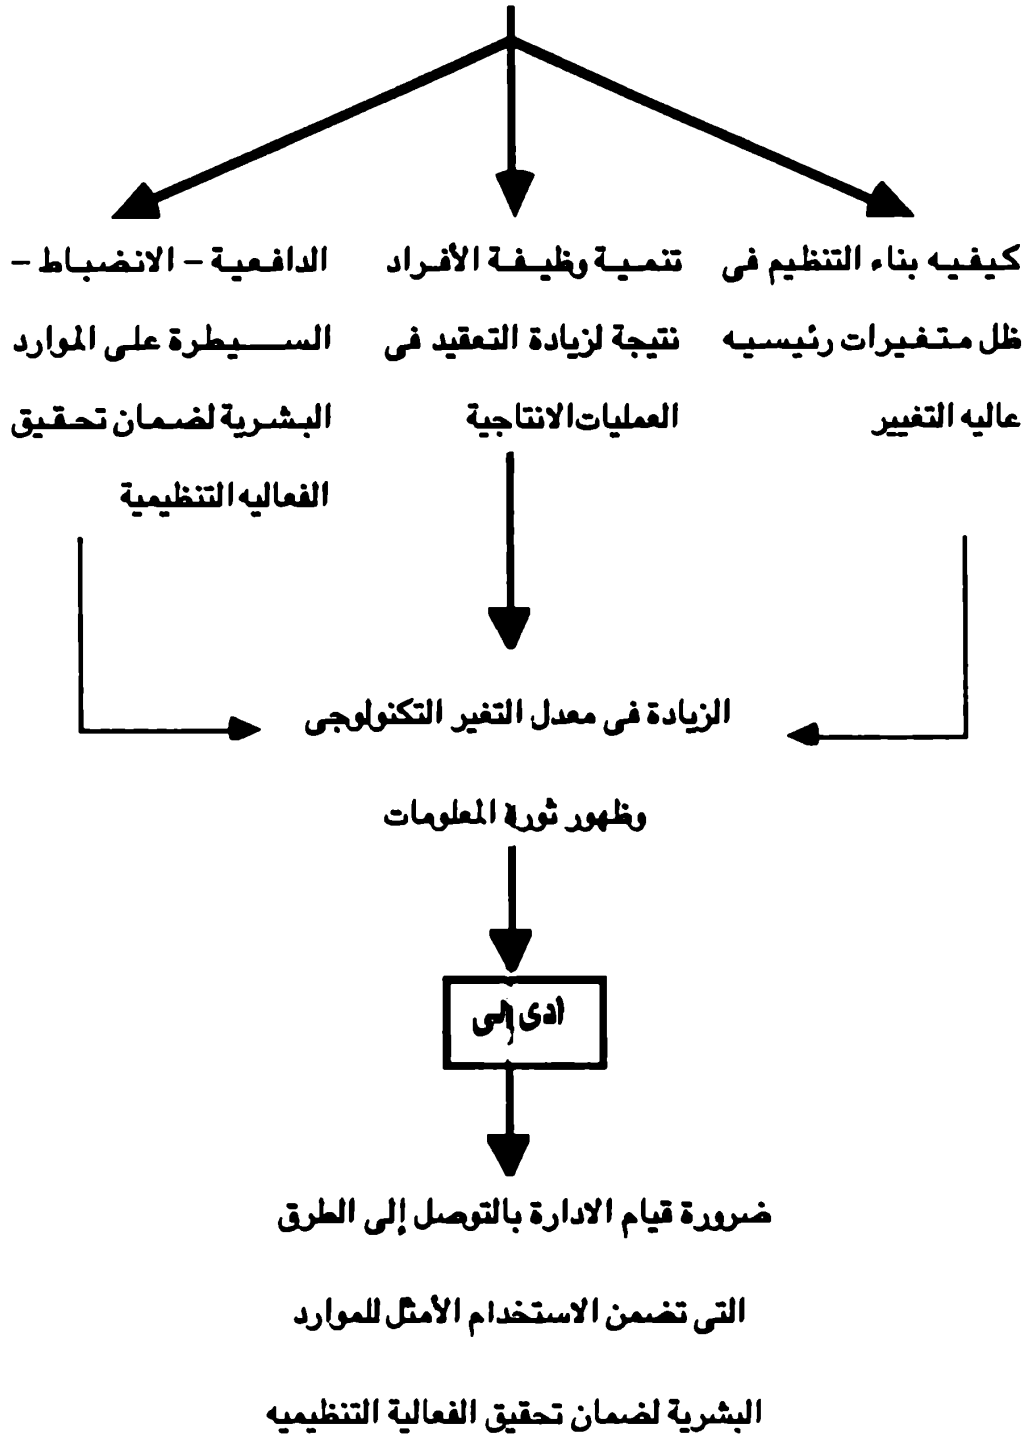 كيفيه بناء التنظيم فى
ظل متغيرات رئيسيه
عاليه التغيير
تنمية وظيفة الأفراد
نتيجة لزيادة التعقيد فى
العمليات الانتاجية
الدافعية – الانضباط –
السيطرة على الموارد
البشرية لضمان تحقيق
الفعاليه التنظيمية
الزيادة فى معدل التغير التكنولوجى
وظهور ثورة المعلومات
ادى إلى
ضرورة قيام الادارة بالتوصل إلى الطرق
التى تضمن الاستخدام الأمثل للموارد
البشرية لضمان تحقيق الفعالية التنظيميه